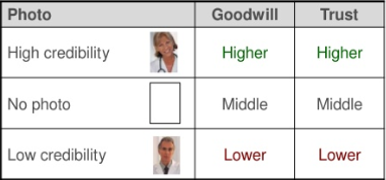 Photo Goodwill Trust
High credibility Higher Higher
No photo Middle Middle
Low credibility Lower Lower